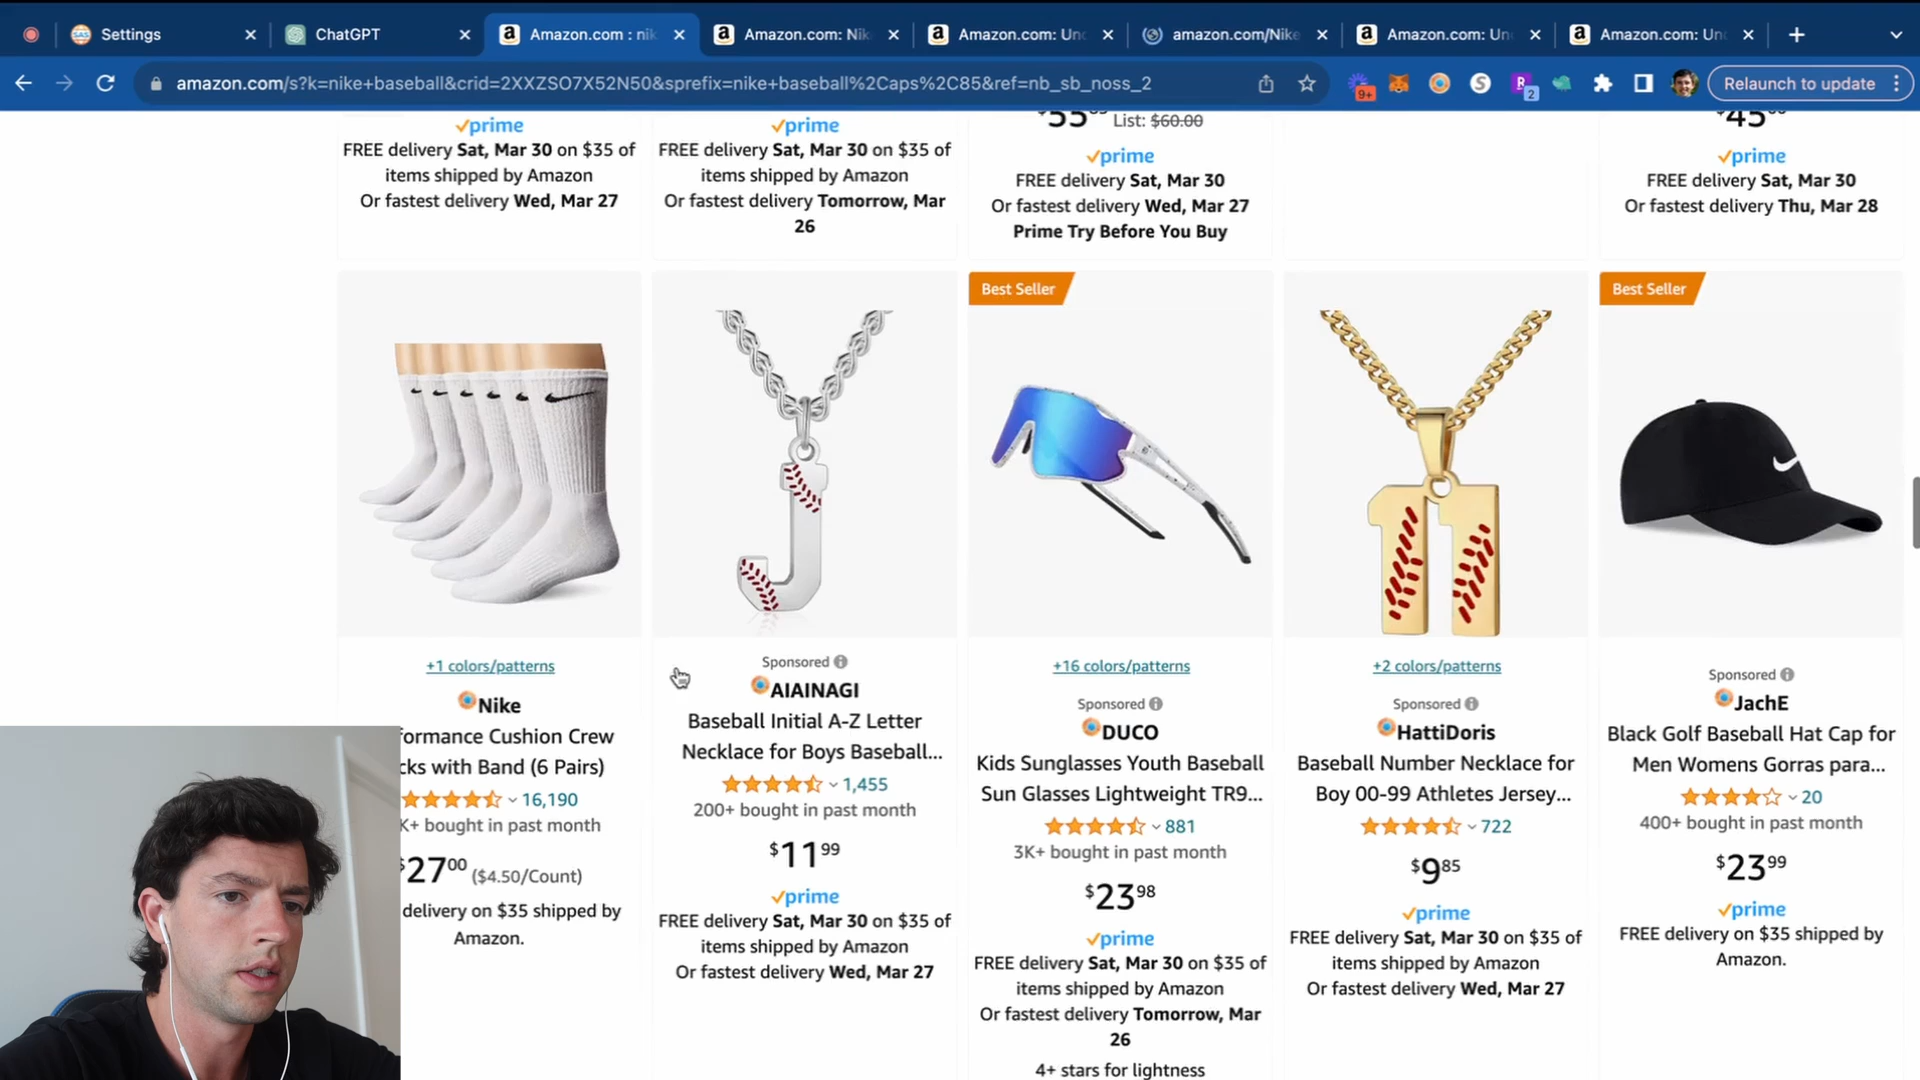 Settings
ChatGPT
Amazon.com : nik
Amazon.com: Nik
Amazon.com: Und
amazon.com/Nike
Amazon.com: Un
Amazon.com: Un
amazon.com/s?k=nike+baseball&crid=2XXZSO7X52N50&sprefix=nike+baseball%2Caps%2C85&ref=nb_sb_noss_2
9+
2
Relaunch to update
prime
FREE delivery Sat, Mar 30 on $35 of
items shipped by Amazon
Or fastest delivery Wed, Mar 27
prime
FREE delivery Sat, Mar 30 on $35 of
items shipped by Amazon
Or fastest delivery Tomorrow, Mar
26
List: $60.00
prime
FREE delivery Sat, Mar 30
Or fastest delivery Wed, Mar 27
Prime Try Before You Buy
prime
FREE delivery Sat, Mar 30
Or fastest delivery Thu, Mar 28
+1 colors/patterns
Nike
formance Cushion Crew
cks with Band (6 Pairs)
16,190
K+ bought in past month
$2700 ($4.50/Count)
delivery on $35 shipped by
Amazon.
Sponsored
AIAINAGI
Baseball Initial A-Z Letter
Necklace for Boys Baseball...
1,455
200+ bought in past month
$1199
prime
FREE delivery Sat, Mar 30 on $35 of
items shipped by Amazon
Or fastest delivery Wed, Mar 27
Best Seller
+16 colors/patterns
Sponsored
DUCO
Kids Sunglasses Youth Baseball
Sun Glasses Lightweight TR9...
881
3K+ bought in past month
$2398
prime
FREE delivery Sat, Mar 30 on $35 of
items shipped by Amazon
Or fastest delivery Tomorrow, Mar
26
4+ stars for lightness
11
+2 colors/patterns
Sponsored
HattiDoris
Baseball Number Necklace for
Boy 00-99 Athletes Jersey...
722
$985
prime
FREE delivery Sat, Mar 30 on $35 of
items shipped by Amazon
Or fastest delivery Wed, Mar 27
Best Seller
Sponsored
JachE
Black Golf Baseball Hat Cap for
Men Womens Gorras para...
20
400+ bought in past month
$2399
prime
FREE delivery on $35 shipped by
Amazon.